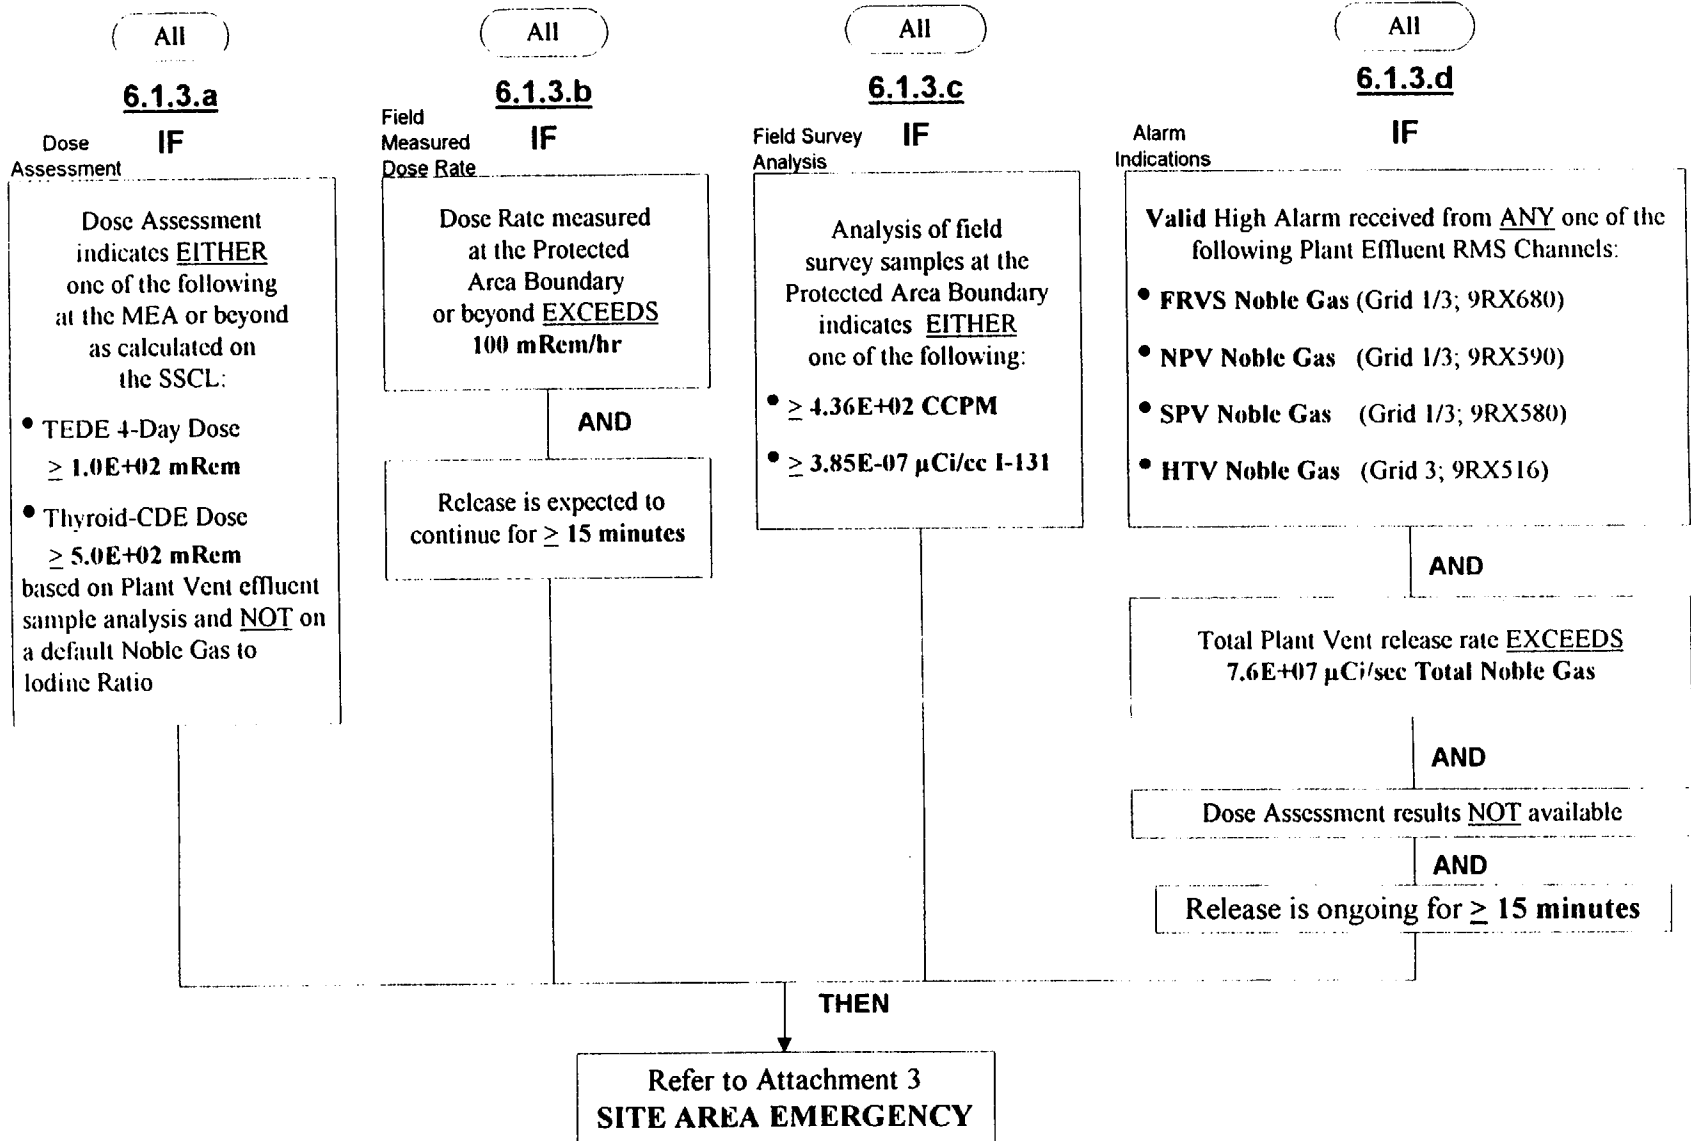 All
6.1.3.a
IF
Dose
Assessment
Dose Assessment
indicates EITHER
one of the following
at the MEA or beyond
as calculated on
the SSCL:
• TEDE 4-Day Dose
≥ 1.0E+02 mRem
• Thyroid-CDE Dose
≥ 5.0E+02 mRem
based on Plant Vent effluent
sample analysis and NOT on
a default Noble Gas to
Iodine Ratio
All
6.1.3.b
IF
Field
Measured
Dose Rate
Dose Rate measured
at the Protected
Area Boundary
or beyond EXCEEDS
100 mRem/hr
AND
Release is expected to
continue for ≥ 15 minutes
All
6.1.3.c
IF
Field Survey
Analysis
Analysis of field
survey samples at the
Protected Area Boundary
indicates EITHER
one of the following:
• ≥ 4.36E+02 CCPM
• ≥ 3.85E-07 µCi/cc I-131
All
6.1.3.d
IF
Alarm
Indications
Valid High Alarm received from ANY one of the
following Plant Effluent RMS Channels:
• FRVS Noble Gas (Grid 1/3; 9RX680)
• NPV Noble Gas (Grid 1/3; 9RX590)
• SPV Noble Gas (Grid 1/3; 9RX580)
• HTV Noble Gas (Grid 3; 9RX516)
AND
Total Plant Vent release rate EXCEEDS
7.6E+07 µCi/sec Total Noble Gas
AND
Dose Assessment results NOT available
AND
Release is ongoing for ≥ 15 minutes
THEN
Refer to Attachment 3
SITE AREA EMERGENCY